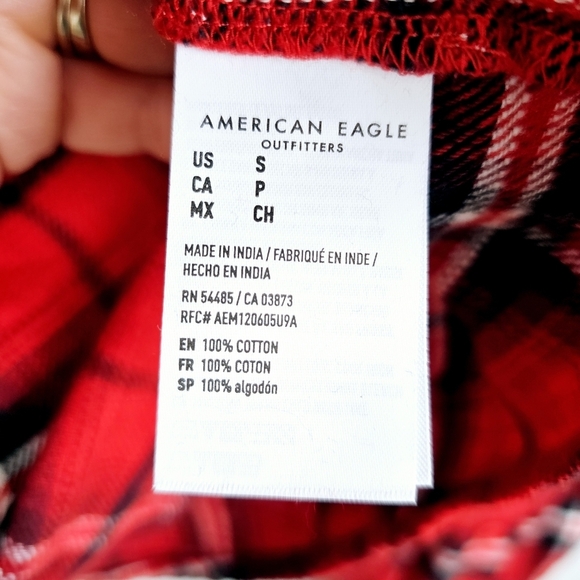 AMERICAN EAGLE
OUTFITTERS
US S
CA P
MX CH
MADE IN INDIA / FABRIQUÉ EN INDE /
HECHO EN INDIA
RN 54485 / CA 03873
RFC# AEM120605U9A
EN 100% COTTON
FR 100% COTON
SP 100% algodón